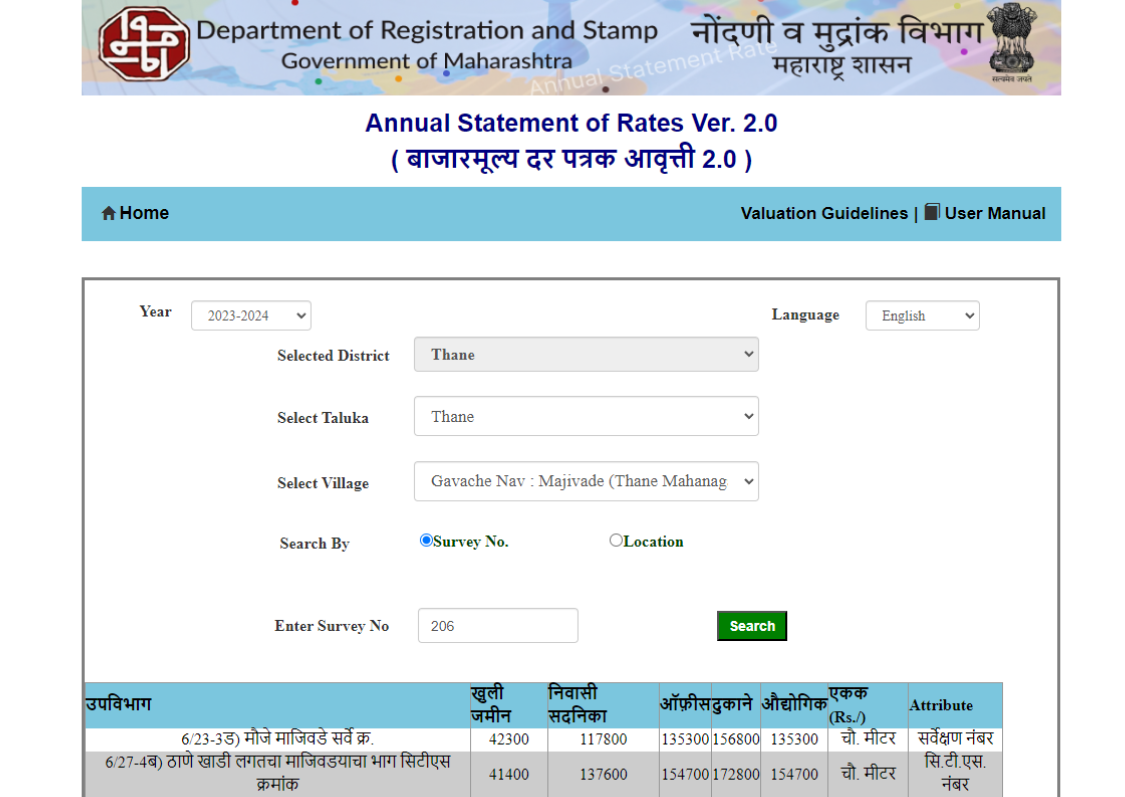 Department of Registration and Stamp
Government of Maharashtra
नोंदणी व मुद्रांक विभाग
महाराष्ट्र शासन
Annual Statement Rate
सत्यमेव जयते
Annual Statement of Rates Ver. 2.0
( बाजारमूल्य दर पत्रक आवृत्ती 2.0 )
Home
Valuation Guidelines | User Manual
Year 2023-2024 Language English
Selected District Thane
Select Taluka Thane
Select Village Gavache Nav : Majivade (Thane Mahanag
Search By Survey No. Location
Enter Survey No 206 Search
उपविभाग खुली जमीन निवासी सदनिका ऑफ़ीस दुकाने औद्योगिक एकक (Rs./) Attribute
6/23-3ड) मौजे माजिवडे सर्वे क्र. 42300 117800 135300 156800 135300 चौ. मीटर सर्वेक्षण नंबर
6/27-4ब) ठाणे खाडी लगतचा माजिवडयाचा भाग सिटीएस क्रमांक 41400 137600 154700 172800 154700 चौ. मीटर सि.टी.एस. नंबर